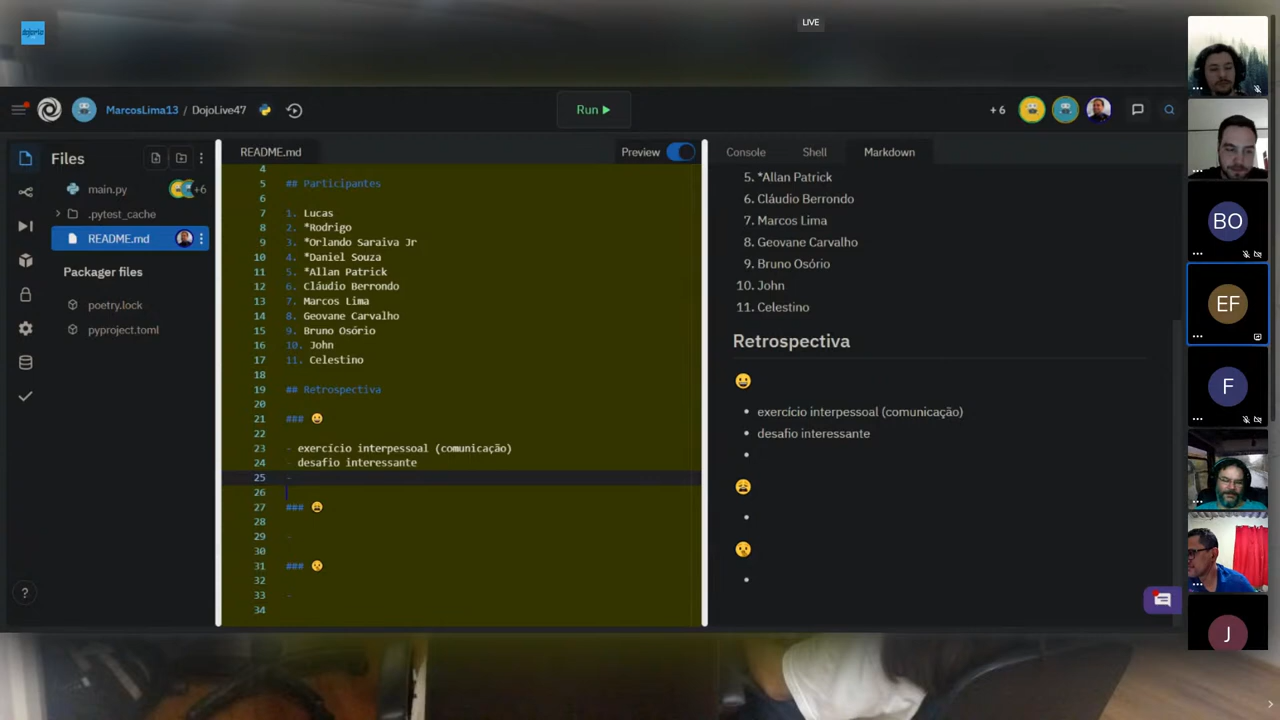 dojorio
LIVE
MarcosLima13 / DojoLive47
Run
+ 6
Files
main.py
+6
.pytest_cache
README.md
Packager files
poetry.lock
pyproject.toml
?
README.md
Preview
4
5 ## Participantes
6
7 1. Lucas
8 2. *Rodrigo
9 3. *Orlando Saraiva Jr
10 4. *Daniel Souza
11 5. *Allan Patrick
12 6. Cláudio Berrondo
13 7. Marcos Lima
14 8. Geovane Carvalho
15 9. Bruno Osório
16 10. John
17 11. Celestino
18
19 ## Retrospectiva
20
21 ### 😀
22
23 - exercício interpessoal (comunicação)
24 - desafio interessante
25 -
26
27 ### 😩
28
29 -
30
31 ### 😯
32
33 -
34
Console Shell Markdown
5. *Allan Patrick
6. Cláudio Berrondo
7. Marcos Lima
8. Geovane Carvalho
9. Bruno Osório
10. John
11. Celestino
Retrospectiva
😀
• exercício interpessoal (comunicação)
• desafio interessante
•
😩
•
😯
•
BO
EF
F
J